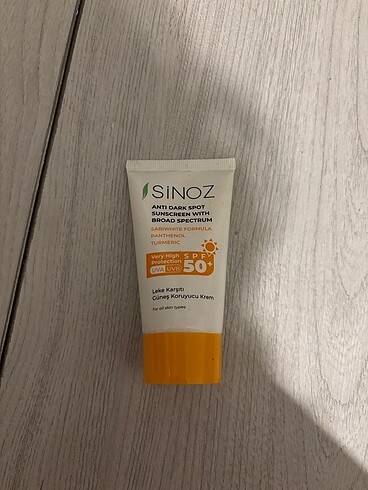 SiNOZ
ANTI DARK SPOT
SUNSCREEN WITH
BROAD SPECTRUM
SARIWHITE FORMULA
PANTHENOL
TURMERIC
Very High
Protection
UVA UVB
SPF
50+
Leke Karşıtı
Güneş Koruyucu Krem
For all skin types